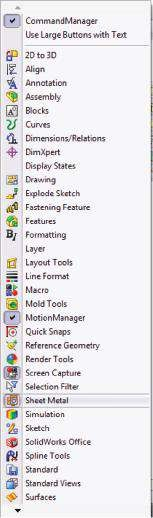 CommandManager
Use Large Buttons with Text
2D to 3D
Align
Annotation
Assembly
Blocks
Curves
Dimensions/Relations
DimXpert
Display States
Drawing
Explode Sketch
Fastening Feature
Features
Formatting
Layer
Layout Tools
Line Format
Macro
Mold Tools
MotionManager
Quick Snaps
Reference Geometry
Render Tools
Screen Capture
Selection Filter
Sheet Metal
Simulation
Sketch
SolidWorks Office
Spline Tools
Standard
Standard Views
Surfaces